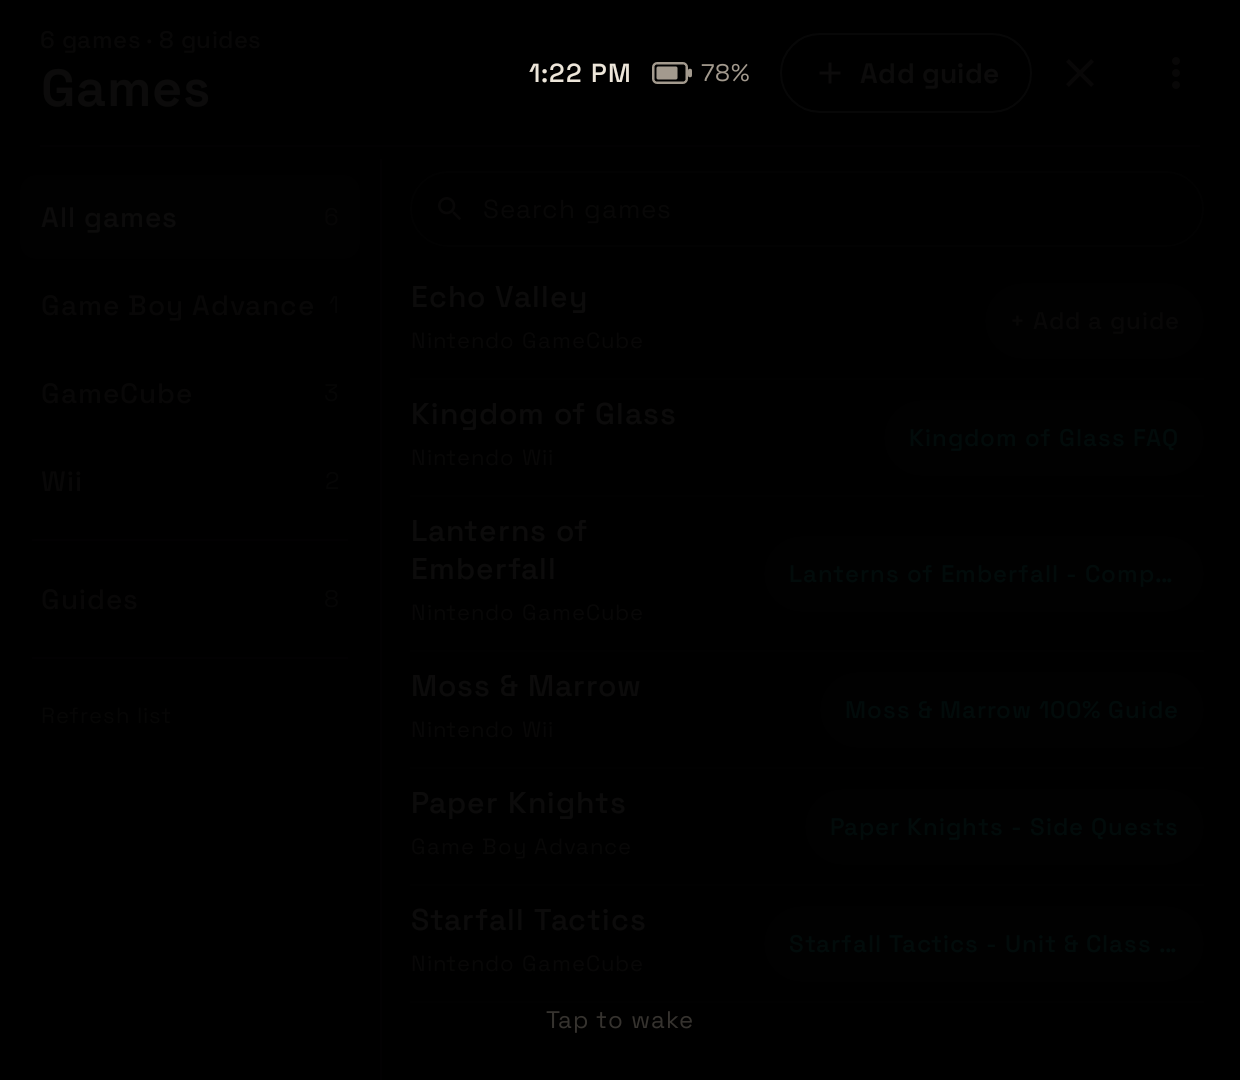 6 games · 8 guides
Games
1:22 PM 78%
+ Add guide
All games 6
Game Boy Advance 1
GameCube 3
Wii 2
Guides 8
Refresh list
Search games
Echo Valley
Nintendo GameCube
+ Add a guide
Kingdom of Glass
Nintendo Wii
Kingdom of Glass FAQ
Lanterns of
Emberfall
Nintendo GameCube
Lanterns of Emberfall - Comp...
Moss & Marrow
Nintendo Wii
Moss & Marrow 100% Guide
Paper Knights
Game Boy Advance
Paper Knights - Side Quests
Starfall Tactics
Nintendo GameCube
Starfall Tactics - Unit & Class ...
Tap to wake